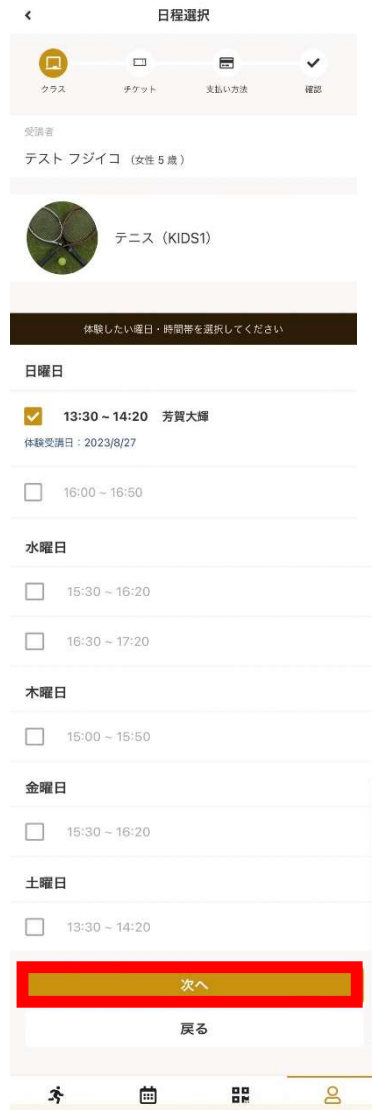 日程選択
クラス
チケット
支払い方法
確認
受講者
テスト フジイコ (女性 5 歳 )
テニス（KIDS1）
体験したい曜日・時間帯を選択してください
日曜日
13:30 ~ 14:20 芳賀大輝
体験受講日：2023/8/27
16:00 ~ 16:50
水曜日
15:30 ~ 16:20
16:30 ~ 17:20
木曜日
15:00 ~ 15:50
金曜日
15:30 ~ 16:20
土曜日
13:30 ~ 14:20
次へ
戻る